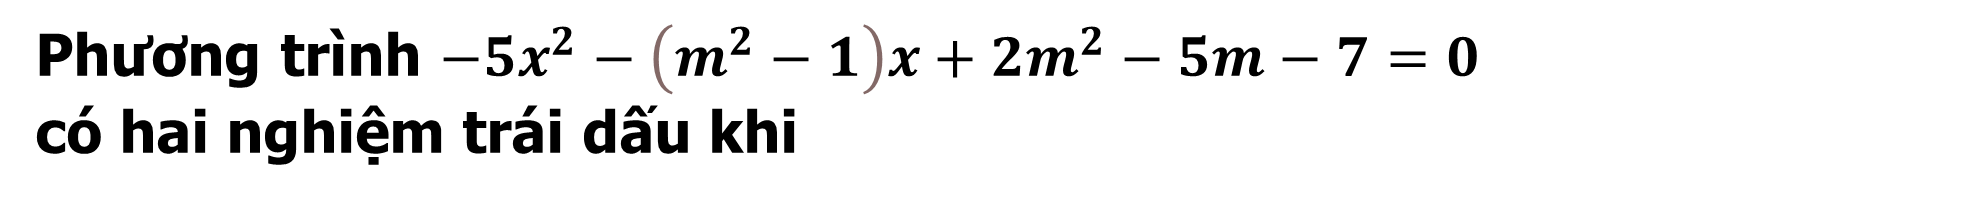 Phương trình −5x² − (m² − 1)x + 2m² − 5m − 7 = 0
có hai nghiệm trái dấu khi